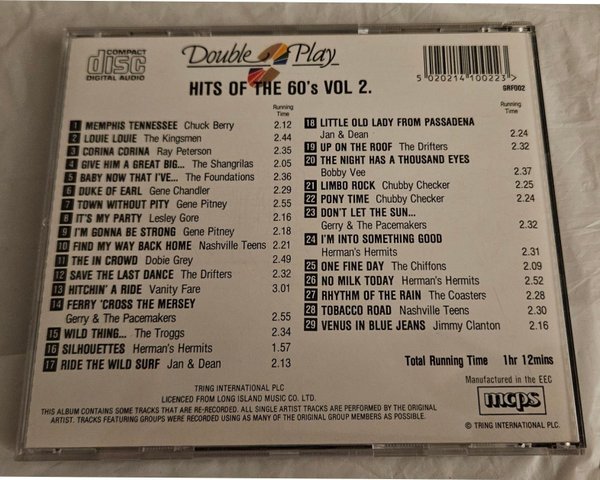 COMPACT
disc
DIGITAL AUDIO
Double Play
HITS OF THE 60's VOL 2.
5 020214 100223 >
GRF002
Running
Time
1 MEMPHIS TENNESSEE Chuck Berry 2.12
2 LOUIE LOUIE The Kingsmen 2.44
3 CORINA CORINA Ray Peterson 2.35
4 GIVE HIM A GREAT BIG... The Shangrilas 2.05
5 BABY NOW THAT I'VE... The Foundations 2.36
6 DUKE OF EARL Gene Chandler 2.29
7 TOWN WITHOUT PITY Gene Pitney 2.55
8 IT'S MY PARTY Lesley Gore 2.16
9 I'M GONNA BE STRONG Gene Pitney 2.18
10 FIND MY WAY BACK HOME Nashville Teens 2.21
11 THE IN CROWD Dobie Grey 2.49
12 SAVE THE LAST DANCE The Drifters 2.32
13 HITCHIN' A RIDE Vanity Fare 3.01
14 FERRY 'CROSS THE MERSEY
Gerry & The Pacemakers 2.55
15 WILD THING... The Troggs 2.34
16 SILHOUETTES Herman's Hermits 1.57
17 RIDE THE WILD SURF Jan & Dean 2.13
Running
Time
18 LITTLE OLD LADY FROM PASSADENA
Jan & Dean 2.24
19 UP ON THE ROOF The Drifters 2.32
20 THE NIGHT HAS A THOUSAND EYES
Bobby Vee 2.37
21 LIMBO ROCK Chubby Checker 2.24
22 PONY TIME Chubby Checker 2.24
23 DON'T LET THE SUN...
Gerry & The Pacemakers 2.32
24 I'M INTO SOMETHING GOOD
Herman's Hermits 2.31
25 ONE FINE DAY The Chiffons 2.09
26 NO MILK TODAY Herman's Hermits 2.52
27 RHYTHM OF THE RAIN The Coasters 2.28
28 TOBACCO ROAD Nashville Teens 2.29
29 VENUS IN BLUE JEANS Jimmy Clanton 2.16
Total Running Time 1hr 12mins
TRING INTERNATIONAL PLC
LICENCED FROM LONG ISLAND MUSIC CO. LTD.
THIS ALBUM CONTAINS SOME TRACKS THAT ARE RE-RECORDED. ALL SINGLE ARTIST TRACKS ARE PERFORMED BY THE ORIGINAL
ARTIST. TRACKS FEATURING GROUPS WERE RECORDED USING AS MANY OF THE ORIGINAL GROUP MEMBERS AS POSSIBLE.
Manufactured in the EEC
mcps
© TRING INTERNATIONAL PLC.